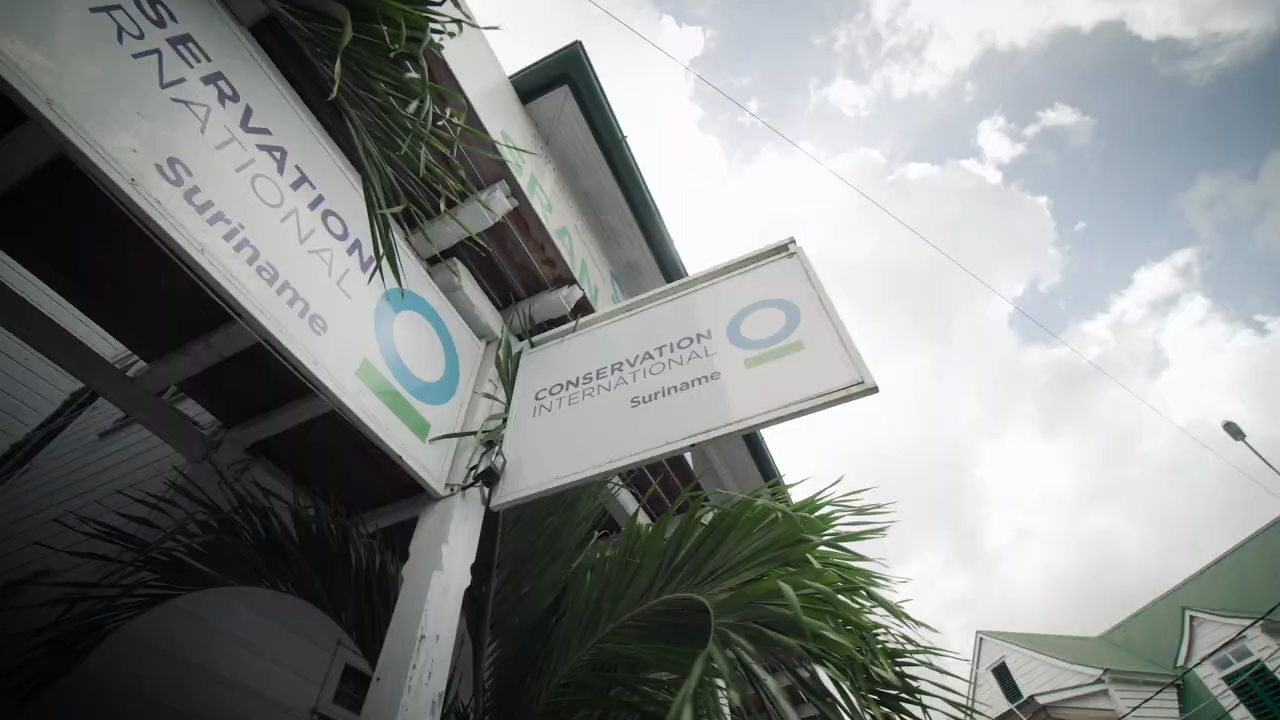 SERVATION
RNATIONAL
Suriname
CONSERVATION
INTERNATIONAL
Suriname